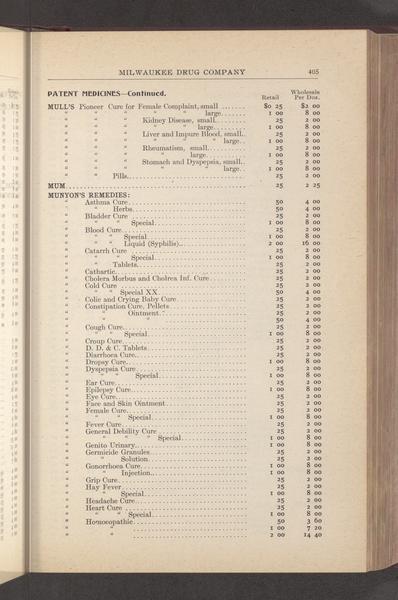 MILWAUKEE DRUG COMPANY 405
PATENT MEDICINES—Continued. Retail Wholesale Per Doz.
MULL'S Pioneer Cure for Female Complaint, small $0 25 $2 00
" " " " large 1 00 8 00
" " " Kidney Disease, small 25 2 00
" " " " large 1 00 8 00
" " " Liver and Impure Blood, small 25 2 00
" " " " " " large 1 00 8 00
" " " Rheumatism, small 25 2 00
" " " " large 1 00 8 00
" " " Stomach and Dyspepsia, small 25 2 00
" " " " " large 1 00 8 00
" " Pills 25 2 00
MUM 25 2 25
MUNYON'S REMEDIES:
" Asthma Cure 50 4 00
" " Herbs 50 4 00
" Bladder Cure 25 2 00
" " " Special 1 00 8 00
" Blood Cure 25 2 00
" " " Special 1 00 8 00
" " " Liquid (Syphilis) 2 00 16 00
" Catarrh Cure 25 2 00
" " " Special 1 00 8 00
" " Tablets 25 2 00
" Cathartic 25 2 00
" Cholera Morbus and Cholrea Inf. Cure 25 2 00
" Cold Cure 25 2 00
" " " Special XX 50 4 00
" Colic and Crying Baby Cure 25 2 00
" Constipation Cure, Pellets 25 2 00
" " Ointment 25 2 00
" " " 50 4 00
" Cough Cure 25 2 00
" " " Special 1 00 8 00
" Croup Cure 25 2 00
" D. D. & C. Tablets 25 2 00
" Diarrhoea Cure 25 2 00
" Dropsy Cure 1 00 8 00
" Dyspepsia Cure 25 2 00
" " " Special 1 00 8 00
" Ear Cure 25 2 00
" Epilepsy Cure 1 00 8 00
" Eye Cure 25 2 00
" Face and Skin Ointment 25 2 00
" Female Cure 25 2 00
" " " Special 1 00 8 00
" Fever Cure 25 2 00
" General Debility Cure 25 2 00
" " " " Special 1 00 8 00
" Genito Urinary 1 00 8 00
" Germicide Granules 25 2 00
" " Solution 25 2 00
" Gonorrhoea Cure 1 00 8 00
" " Injection 1 00 8 00
" Grip Cure 25 2 00
" Hay Fever 25 2 00
" " " Special 1 00 8 00
" Headache Cure 25 2 00
" Heart Cure 25 2 00
" " " Special 1 00 8 00
" Homoeopathic 50 3 60
" " 1 00 7 20
" " 2 00 14 40